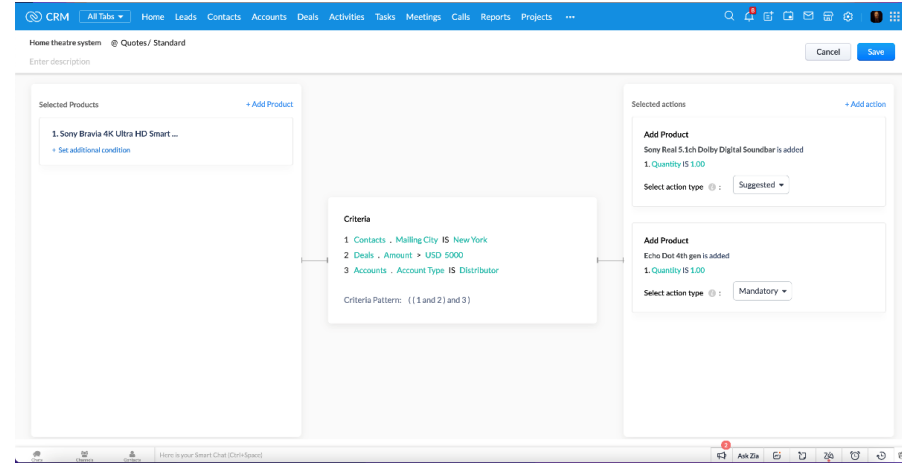 CRM All Tabs Home Leads Contacts Accounts Deals Activities Tasks Meetings Calls Reports Projects ••• 8
Home theatre system @ Quotes / Standard
Enter description
Cancel Save
Selected Products + Add Product
1. Sony Bravia 4K Ultra HD Smart ...
+ Set additional condition
Criteria
1 Contacts . Mailing City IS New York
2 Deals . Amount > USD 5000
3 Accounts . Account Type IS Distributor
Criteria Pattern: ( ( 1 and 2 ) and 3 )
Selected actions + Add action
Add Product
Sony Real 5.1ch Dolby Digital Soundbar is added
1. Quantity IS 1.00
Select action type : Suggested
Add Product
Echo Dot 4th gen is added
1. Quantity IS 1.00
Select action type : Mandatory
Chats Channels Contacts Here is your Smart Chat (Ctrl+Space) 2 Ask Zia